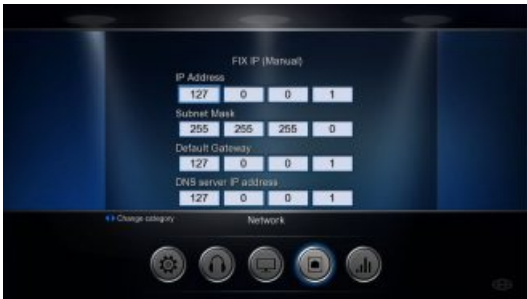 FIX IP (Manual)
IP Address
127 0 0 1
Subnet Mask
255 255 255 0
Default Gateway
127 0 0 1
DNS server IP address
127 0 0 1
Change category
Network